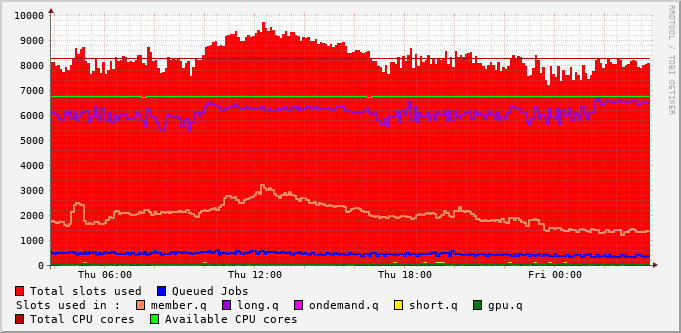 10000
9000
8000
7000
6000
5000
4000
3000
2000
1000
0
Thu 06:00 Thu 12:00 Thu 18:00 Fri 00:00
Total slots used Queued Jobs
Slots used in : member.q long.q ondemand.q short.q gpu.q
Total CPU cores Available CPU cores
RRDTOOL / TOBI OETIKER